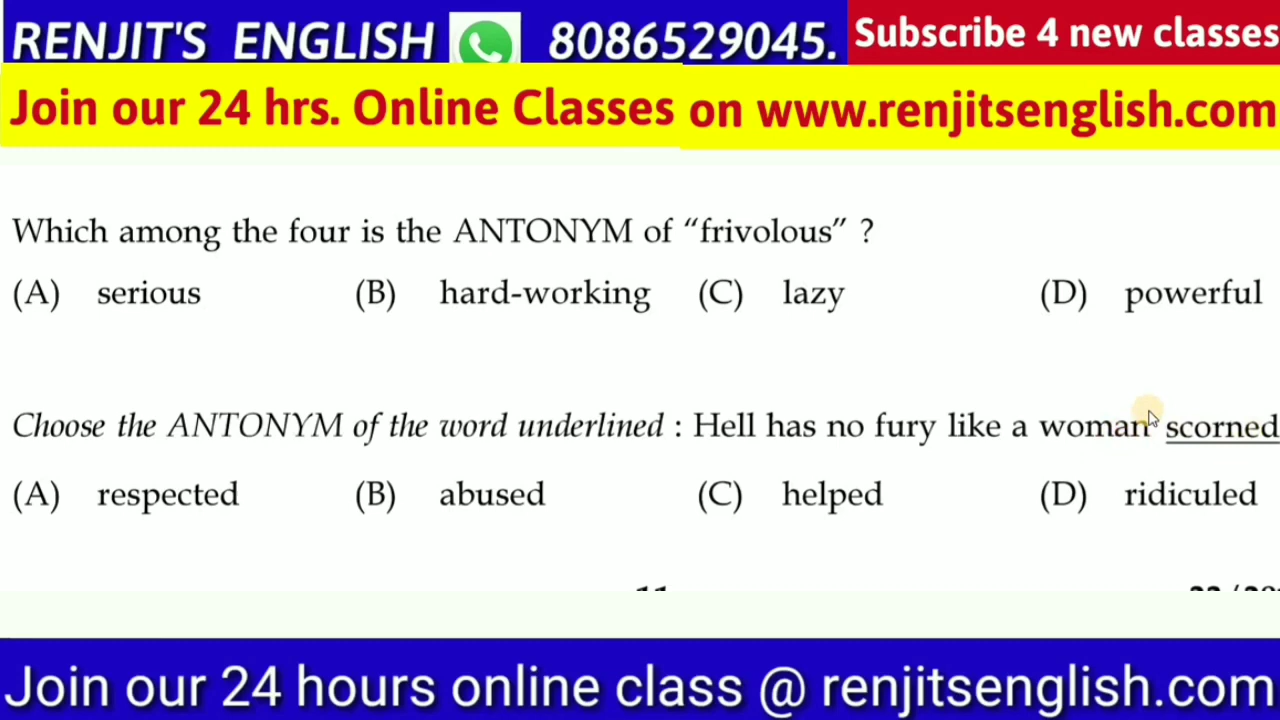 RENJIT'S ENGLISH 8086529045. Subscribe 4 new classes
Join our 24 hrs. Online Classes on www.renjitsenglish.com
Which among the four is the ANTONYM of “frivolous” ?
(A) serious (B) hard-working (C) lazy (D) powerful
Choose the ANTONYM of the word underlined : Hell has no fury like a woman scorned
(A) respected (B) abused (C) helped (D) ridiculed
Join our 24 hours online class @ renjitsenglish.com